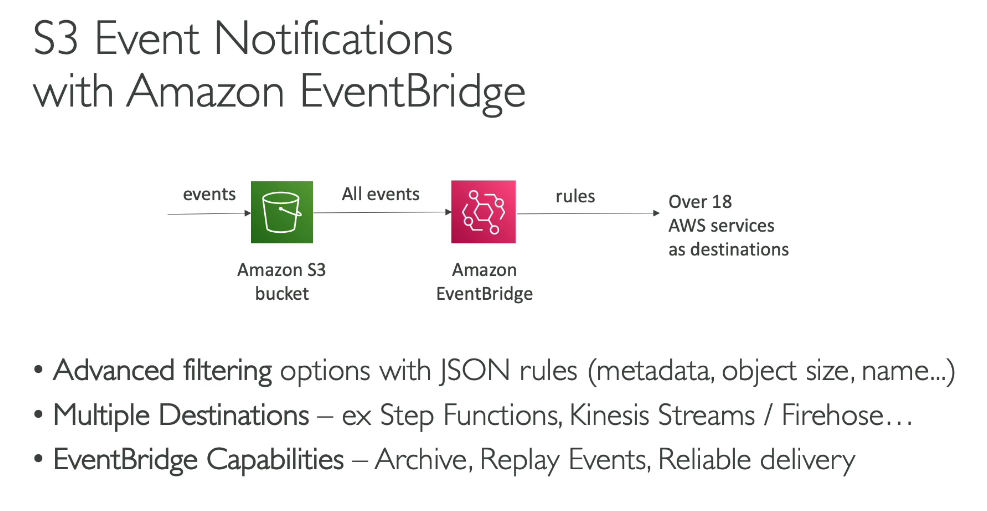 S3 Event Notifications
with Amazon EventBridge
events
All events
rules
Over 18
AWS services
as destinations
Amazon S3
bucket
Amazon
EventBridge
• Advanced filtering options with JSON rules (metadata, object size, name...)
• Multiple Destinations – ex Step Functions, Kinesis Streams / Firehose…
• EventBridge Capabilities – Archive, Replay Events, Reliable delivery